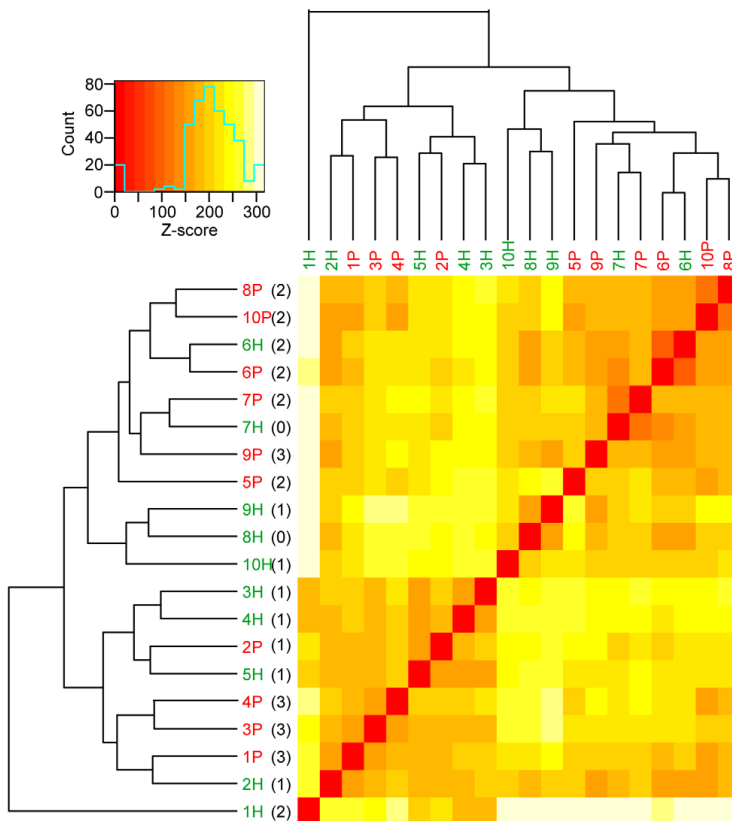 80
60
40
20
0
Count
0 100 200 300
Z-score
1H 2H 1P 3P 4P 5H 2P 4H 3H 10H 8H 9H 5P 9P 7H 7P 6P 6H 10P 8P
8P (2)
10P (2)
6H (2)
6P (2)
7P (2)
7H (0)
9P (3)
5P (2)
9H (1)
8H (0)
10H (1)
3H (1)
4H (1)
2P (1)
5H (1)
4P (3)
3P (3)
1P (3)
2H (1)
1H (2)